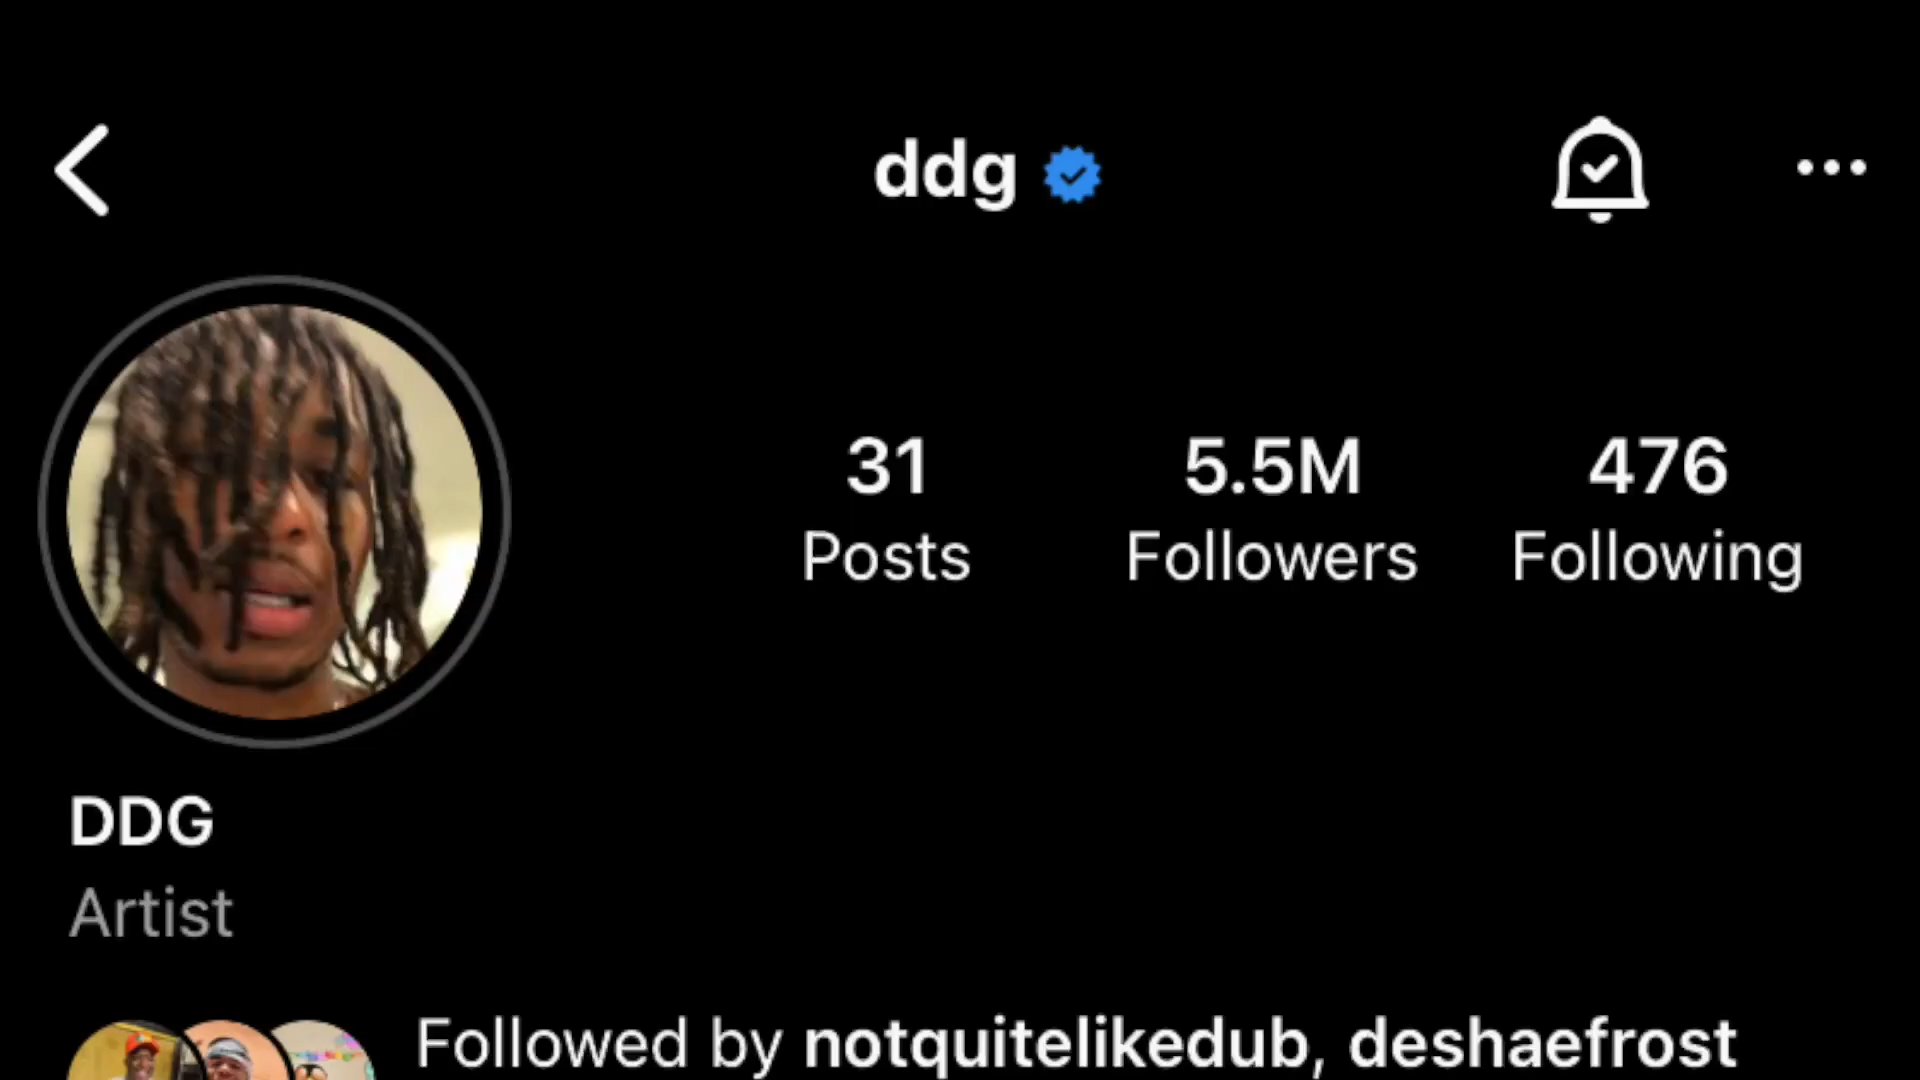 ddg
31 5.5M 476
Posts Followers Following
DDG
Artist
Followed by notquitelikedub, deshaefrost